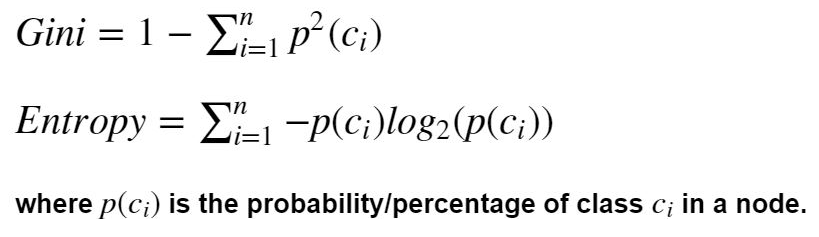 Gini = 1 − ∑ⁿᵢ₌₁ p²(cᵢ)
Entropy = ∑ⁿᵢ₌₁ −p(cᵢ)log₂(p(cᵢ))
where p(cᵢ) is the probability/percentage of class cᵢ in a node.